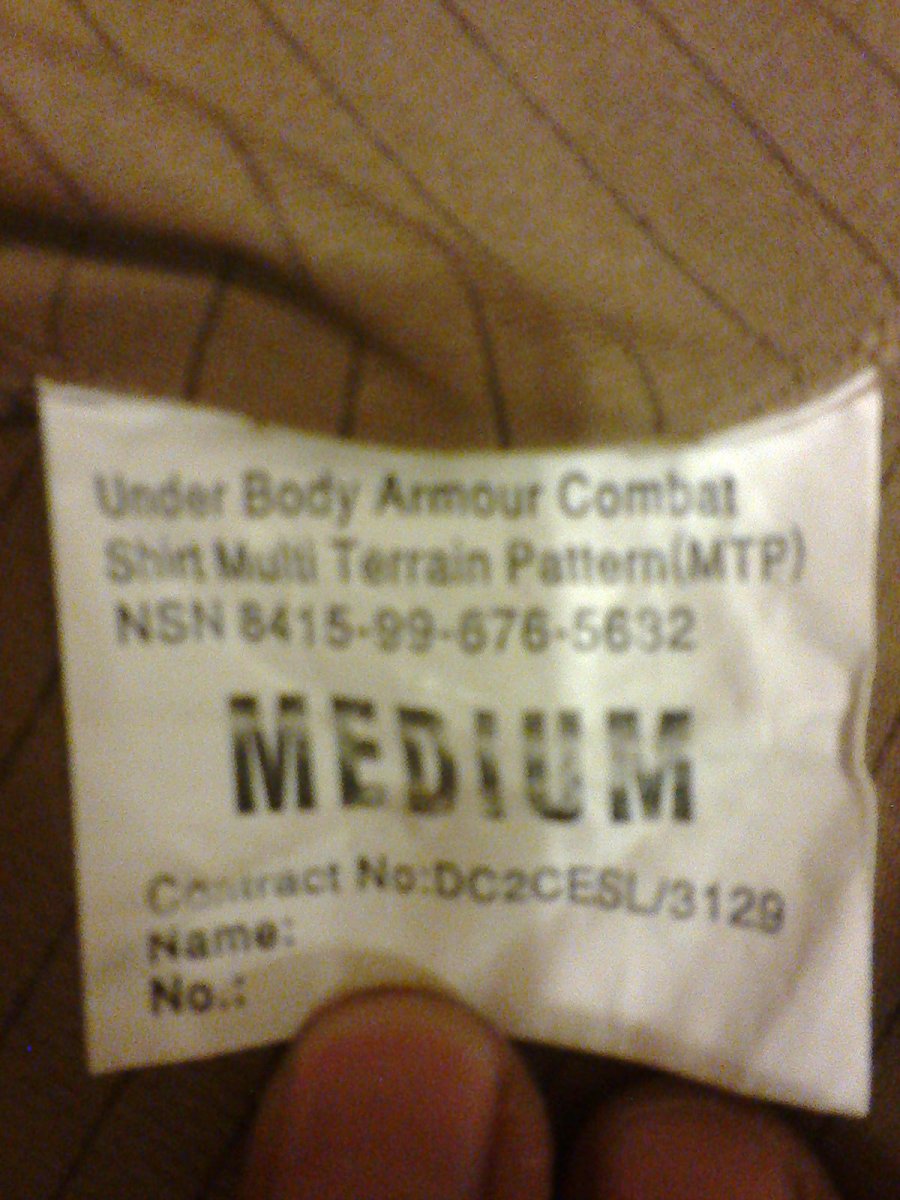 Under Body Armour Combat
Shirt Multi Terrain Pattern(MTP)
NSN 8415-99-676-5632
MEDIUM
Contract No:DC2CESL/3129
Name:
No.: